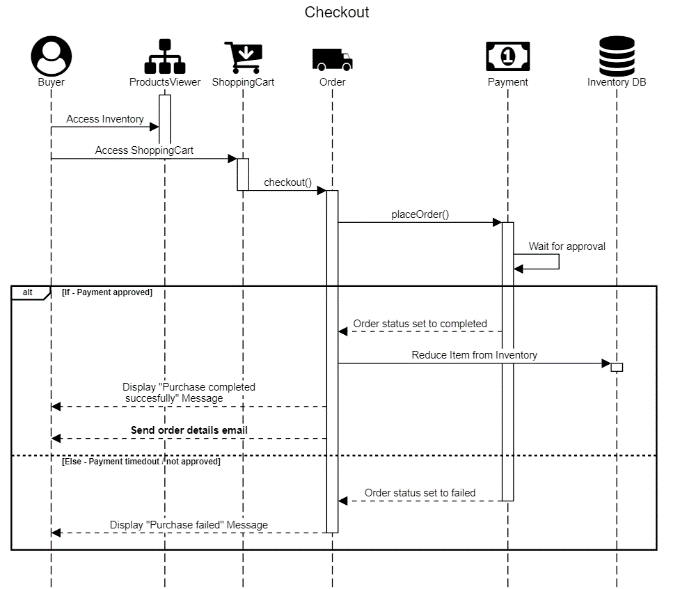 Checkout
Buyer
ProductsViewer
ShoppingCart
Order
Payment
Inventory DB
Access Inventory
Access ShoppingCart
checkout()
placeOrder()
Wait for approval
alt
[If - Payment approved]
Order status set to completed
Reduce Item from Inventory
Display "Purchase completed
succesfully" Message
Send order details email
[Else - Payment timedout / not approved]
Order status set to failed
Display "Purchase failed" Message